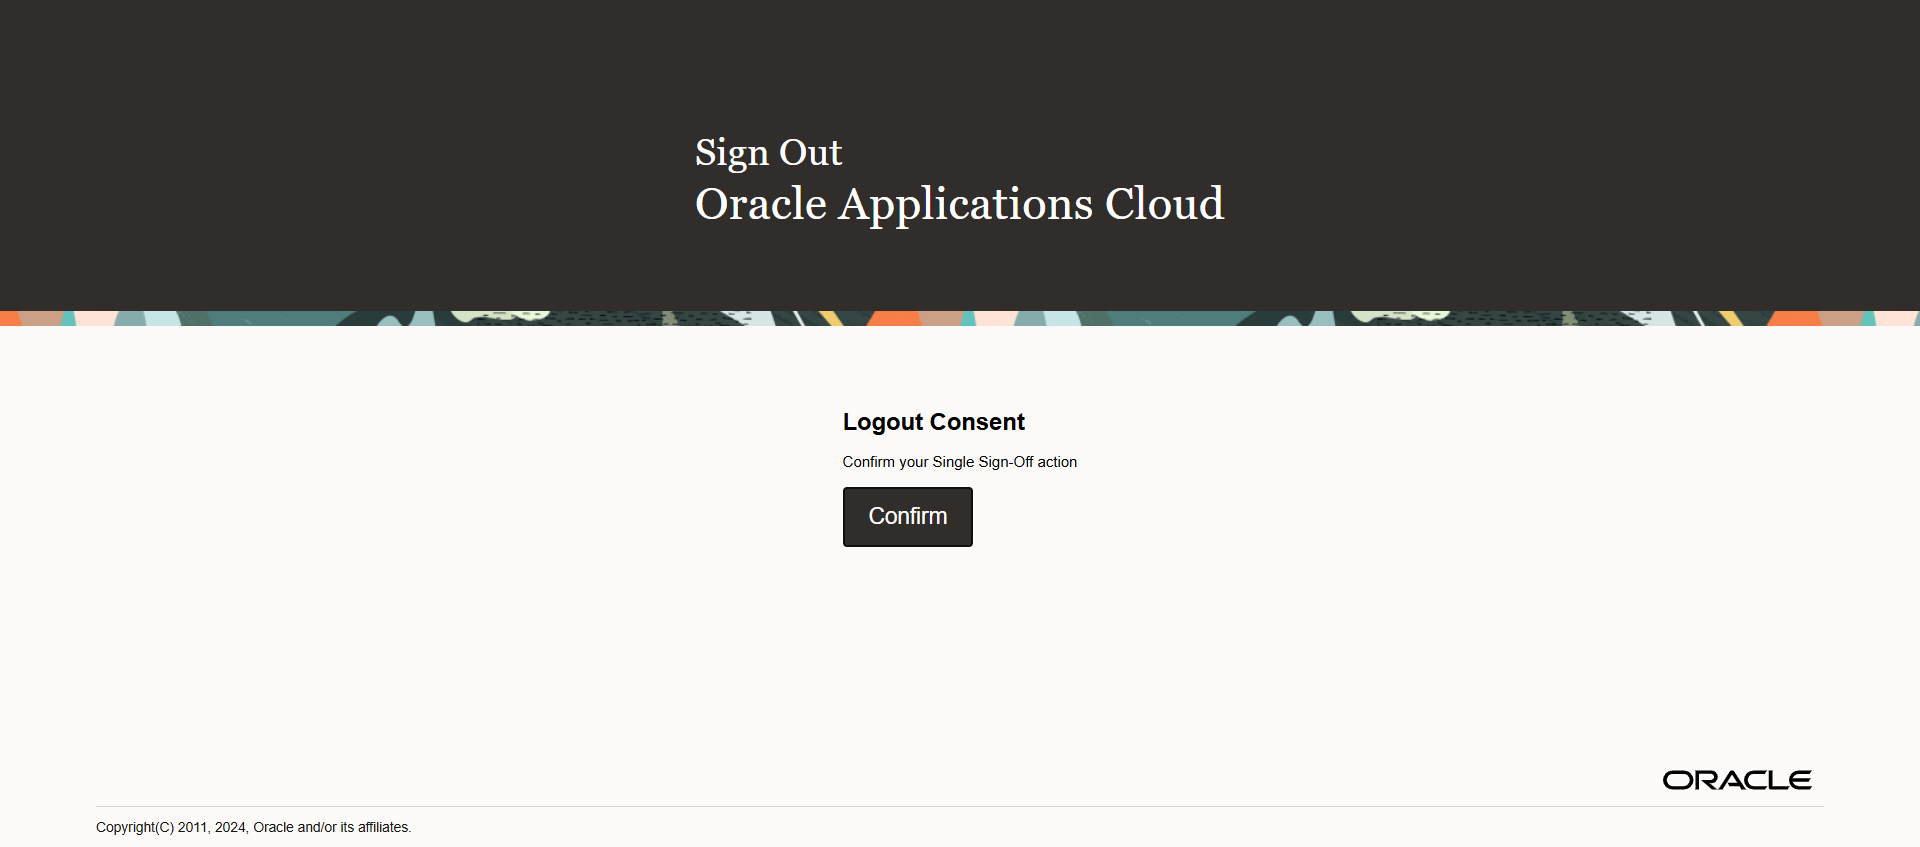 Sign Out
Oracle Applications Cloud
Logout Consent
Confirm your Single Sign-Off action
Confirm
ORACLE
Copyright(C) 2011, 2024, Oracle and/or its affiliates.